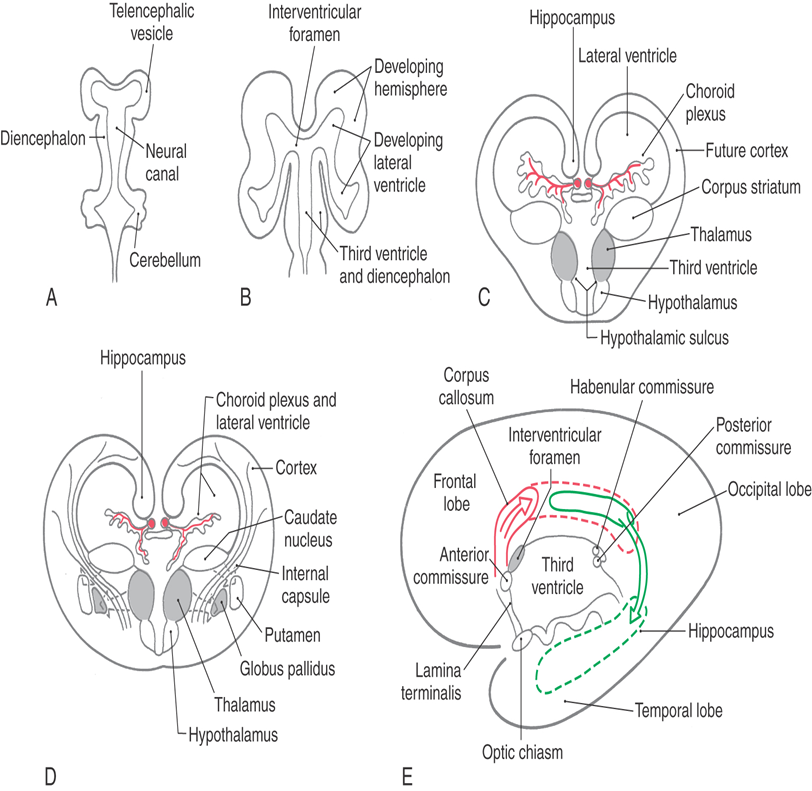 Telencephalic
vesicle
Diencephalon
Neural
canal
Cerebellum
A
Interventricular
foramen
Developing
hemisphere
Developing
lateral
ventricle
Third ventricle
and diencephalon
B
Hippocampus
Lateral ventricle
Choroid
plexus
Future cortex
Corpus striatum
Thalamus
Third ventricle
Hypothalamus
Hypothalamic sulcus
C
Hippocampus
Choroid plexus and
lateral ventricle
Cortex
Caudate
nucleus
Internal
capsule
Putamen
Globus pallidus
Thalamus
Hypothalamus
D
Corpus
callosum
Habenular commissure
Interventricular
foramen
Posterior
commissure
Frontal
lobe
Occipital lobe
Anterior
commissure
Third
ventricle
Hippocampus
Lamina
terminalis
Temporal lobe
Optic chiasm
E